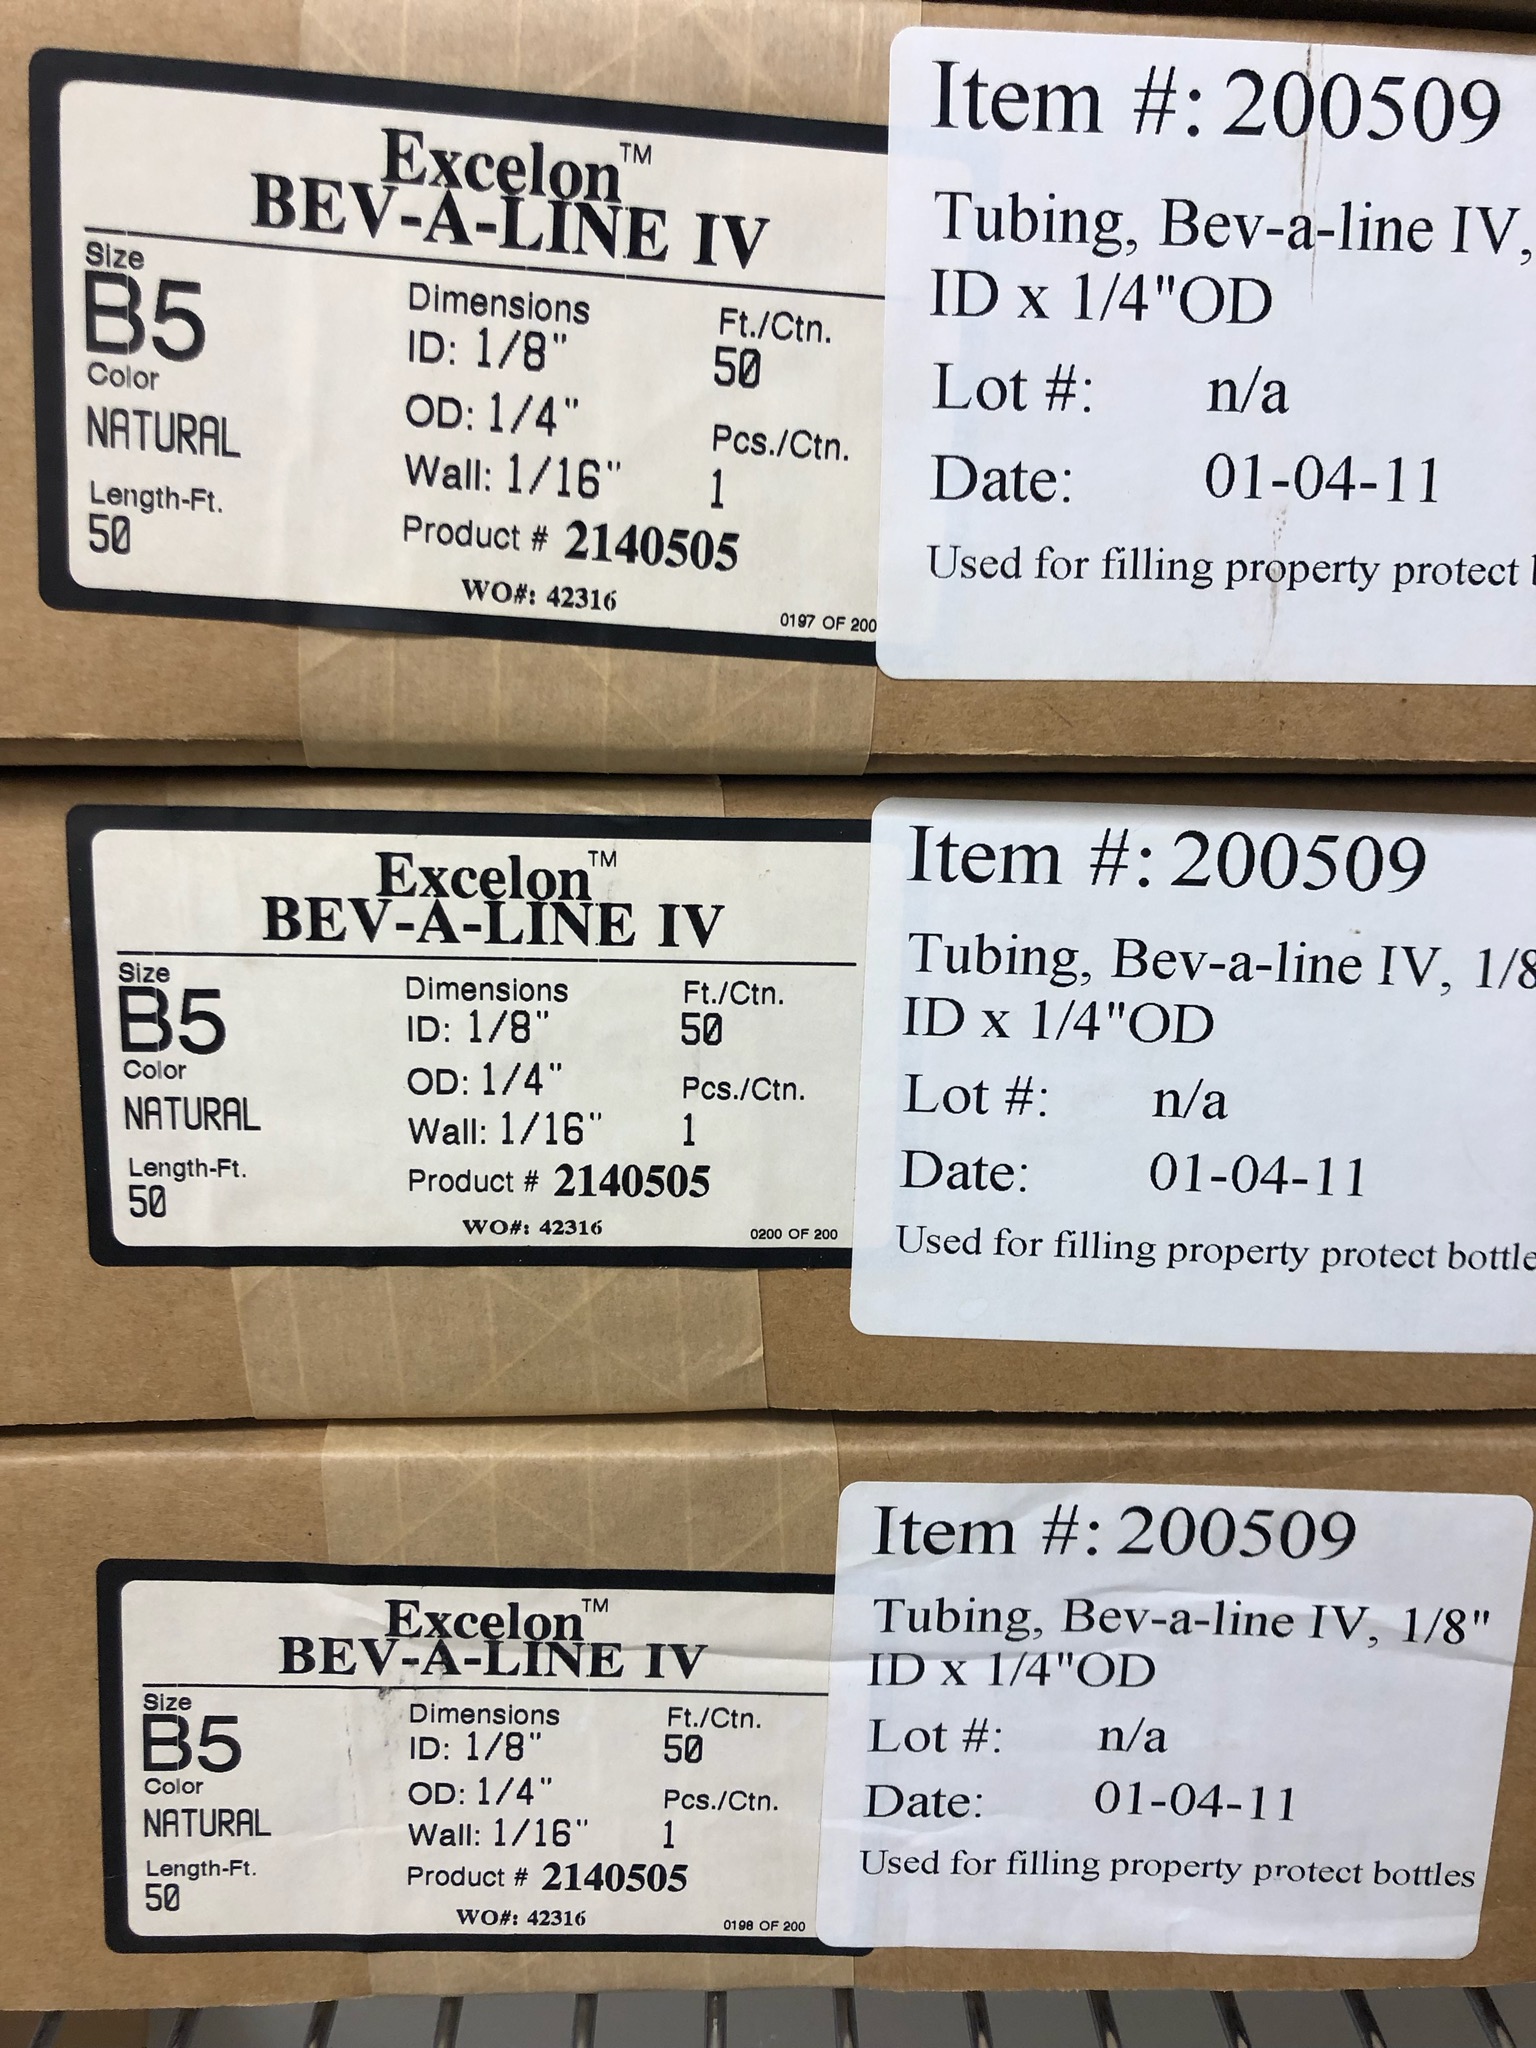 Excelon™
BEV-A-LINE IV
Size
B5
Color
NATURAL
Length-Ft.
50
Dimensions
ID: 1/8"
OD: 1/4"
Wall: 1/16"
Product # 2140505
WO#: 42316
Ft./Ctn.
50
Pcs./Ctn.
1
0197 OF 200
Item #: 200509
Tubing, Bev-a-line IV,
ID x 1/4"OD
Lot #: n/a
Date: 01-04-11
Used for filling property protect
Excelon™
BEV-A-LINE IV
Size
B5
Color
NATURAL
Length-Ft.
50
Dimensions
ID: 1/8"
OD: 1/4"
Wall: 1/16"
Product # 2140505
WO#: 42316
Ft./Ctn.
50
Pcs./Ctn.
1
0200 OF 200
Item #: 200509
Tubing, Bev-a-line IV, 1/8
ID x 1/4"OD
Lot #: n/a
Date: 01-04-11
Used for filling property protect bottle
Excelon™
BEV-A-LINE IV
Size
B5
Color
NATURAL
Length-Ft.
50
Dimensions
ID: 1/8"
OD: 1/4"
Wall: 1/16"
Product # 2140505
WO#: 42316
Ft./Ctn.
50
Pcs./Ctn.
1
0198 OF 200
Item #: 200509
Tubing, Bev-a-line IV, 1/8"
ID x 1/4"OD
Lot #: n/a
Date: 01-04-11
Used for filling property protect bottles